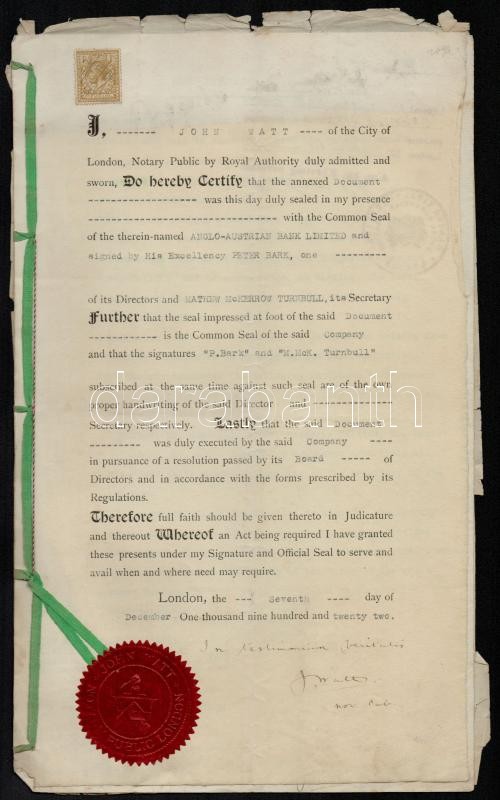 I, ------- JOHN WATT ---- of the City of
London, Notary Public by Royal Authority duly admitted and
sworn, Do hereby Certify that the annexed Document
------------------- was this day duly sealed in my presence
--------------------------------- with the Common Seal
of the therein-named ANGLO-AUSTRIAN BANK LIMITED and
signed by His Excellency PETER BARK, one ---------
of its Directors and MATHEW McKERROW TURNBULL, its Secretary
Further that the seal impressed at foot of the said Document
------------ is the Common Seal of the said Company
and that the signatures "P.Bark" and "M.McK. Turnbull"
darabanth
subscribed at the same time against such seal are of the own
proper handwriting of the said Director and -------------
Secretary respectively. Lastly that the said Document
--------- was duly executed by the said Company ----
in pursuance of a resolution passed by its Board ----- of
Directors and in accordance with the forms prescribed by its
Regulations.
Therefore full faith should be given thereto in Judicature
and thereout Whereof an Act being required I have granted
these presents under my Signature and Official Seal to serve and
avail when and where need may require.
London, the --- Seventh ---- day of
December One thousand nine hundred and twenty two.
In testimonium veritatis
J Watt
Not. Pub.
JOHN WATT
PUBLIC LONDON